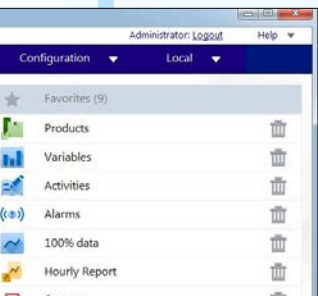 Administrator: Logout Help
Configuration Local
Favorites (9)
Products
Variables
Activities
Alarms
100% data
Hourly Report